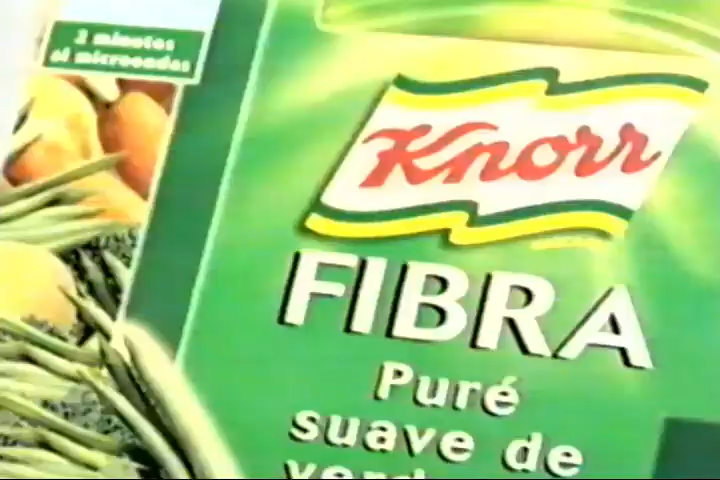 2 minutos
al microondas
Knorr
FIBRA
Puré
suave de